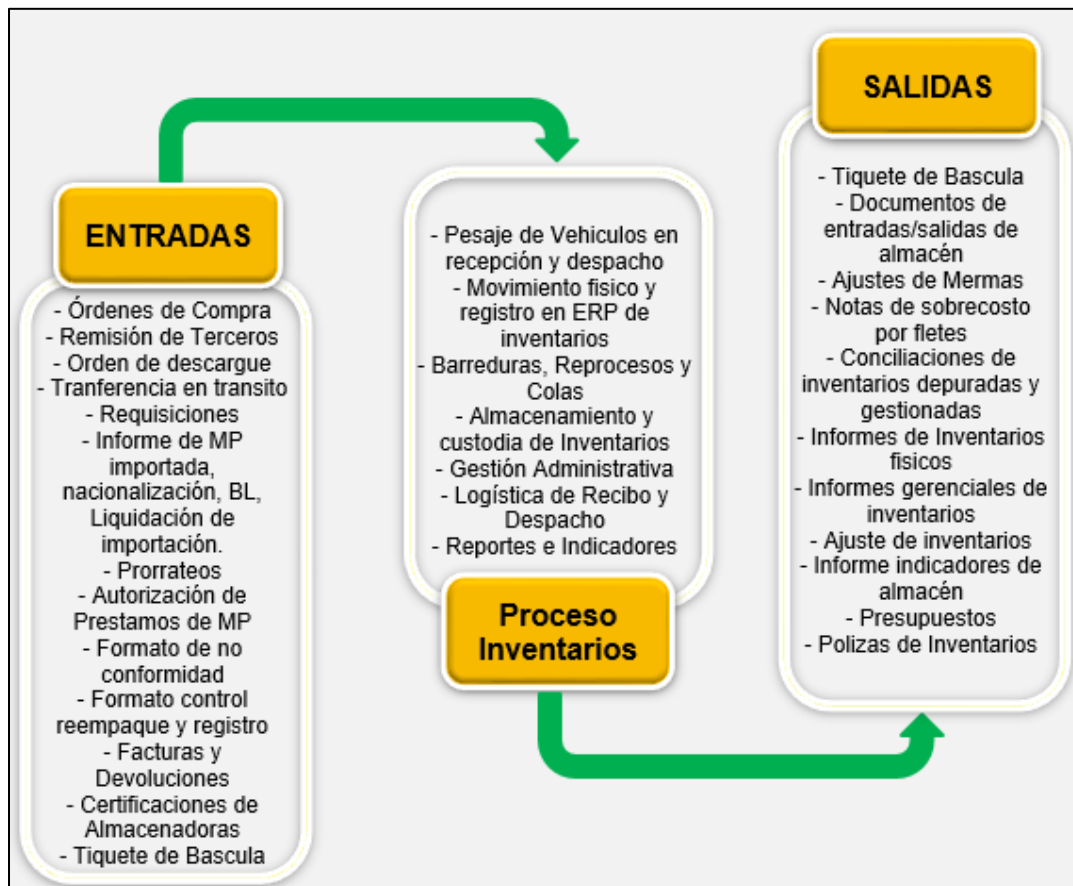 ENTRADAS
- Órdenes de Compra
- Remisión de Terceros
- Orden de descargue
- Tranferencia en transito
- Requisiciones
- Informe de MP
importada,
nacionalización, BL,
Liquidación de
importación.
- Prorrateos
- Autorización de
Prestamos de MP
- Formato de no
conformidad
- Formato control
reempaque y registro
- Facturas y
Devoluciones
- Certificaciones de
Almacenadoras
- Tiquete de Bascula
- Pesaje de Vehiculos en
recepción y despacho
- Movimiento fisico y
registro en ERP de
inventarios
- Barreduras, Reprocesos y
Colas
- Almacenamiento y
custodia de Inventarios
- Gestión Administrativa
- Logística de Recibo y
Despacho
- Reportes e Indicadores
Proceso
Inventarios
SALIDAS
- Tiquete de Bascula
- Documentos de
entradas/salidas de
almacén
- Ajustes de Mermas
- Notas de sobrecosto
por fletes
- Conciliaciones de
inventarios depuradas y
gestionadas
- Informes de Inventarios
fisicos
- Informes gerenciales de
inventarios
- Ajuste de inventarios
- Informe indicadores de
almacén
- Presupuestos
- Polizas de Inventarios